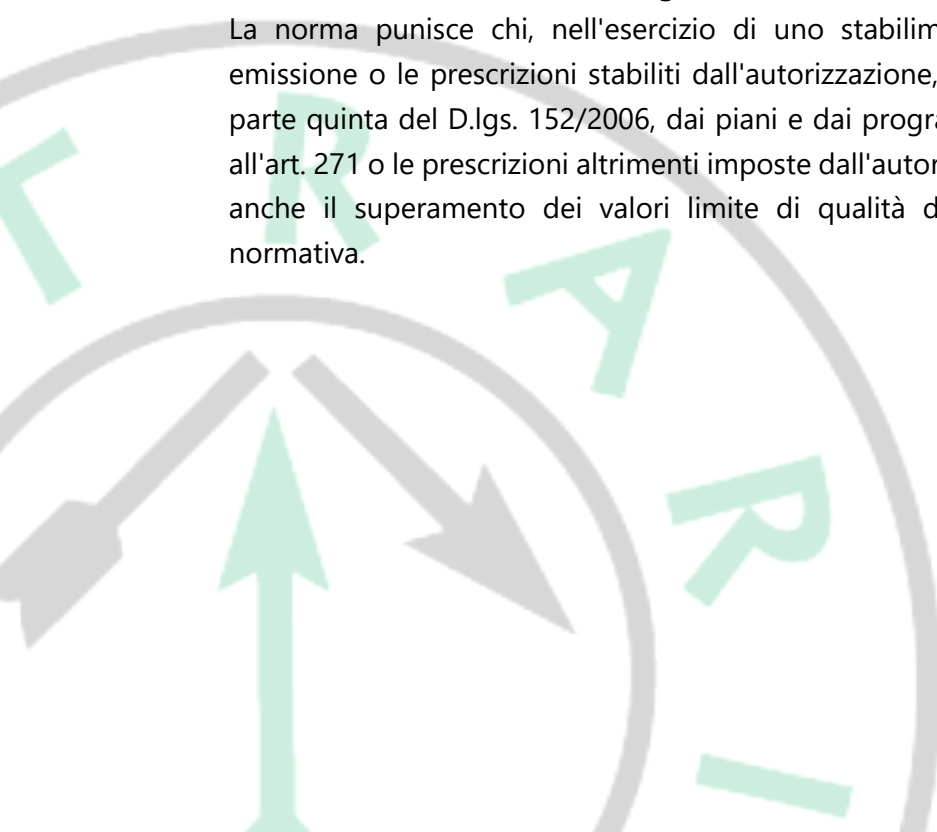 La norma punisce chi, nell'esercizio di uno stabilim
emissione o le prescrizioni stabiliti dall'autorizzazione,
parte quinta del D.lgs. 152/2006, dai piani e dai progra
all'art. 271 o le prescrizioni altrimenti imposte dall'autor
anche il superamento dei valori limite di qualità d
normativa.
L R A R I